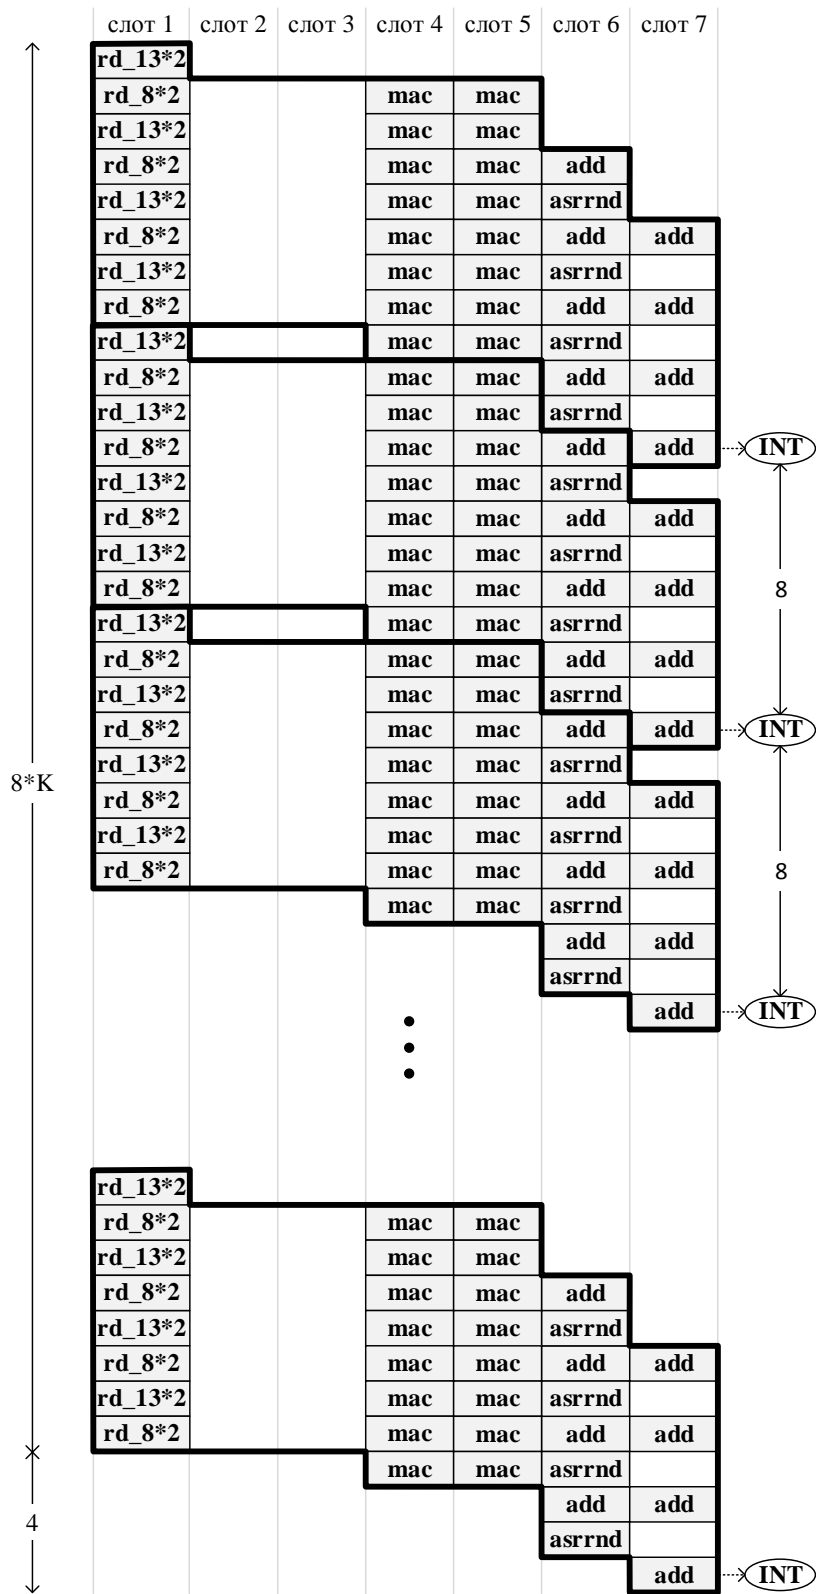 слот 1 слот 2 слот 3 слот 4 слот 5 слот 6 слот 7
rd_13*2
rd_8*2 mac mac
rd_13*2 mac mac
rd_8*2 mac mac add
rd_13*2 mac mac asrrnd
rd_8*2 mac mac add add
rd_13*2 mac mac asrrnd
rd_8*2 mac mac add add
rd_13*2 mac mac asrrnd
rd_8*2 mac mac add add
rd_13*2 mac mac asrrnd
rd_8*2 mac mac add add INT
rd_13*2 mac mac asrrnd
rd_8*2 mac mac add add
rd_13*2 mac mac asrrnd
rd_8*2 mac mac add add 8
rd_13*2 mac mac asrrnd
rd_8*2 mac mac add add
rd_13*2 mac mac asrrnd
rd_8*2 mac mac add add INT
rd_13*2 mac mac asrrnd
8*K rd_8*2 mac mac add add
rd_13*2 mac mac asrrnd
rd_8*2 mac mac add add 8
mac mac asrrnd
add add
asrrnd
add INT
rd_13*2
rd_8*2 mac mac
rd_13*2 mac mac
rd_8*2 mac mac add
rd_13*2 mac mac asrrnd
rd_8*2 mac mac add add
rd_13*2 mac mac asrrnd
rd_8*2 mac mac add add
mac mac asrrnd
add add
4
asrrnd
add INT